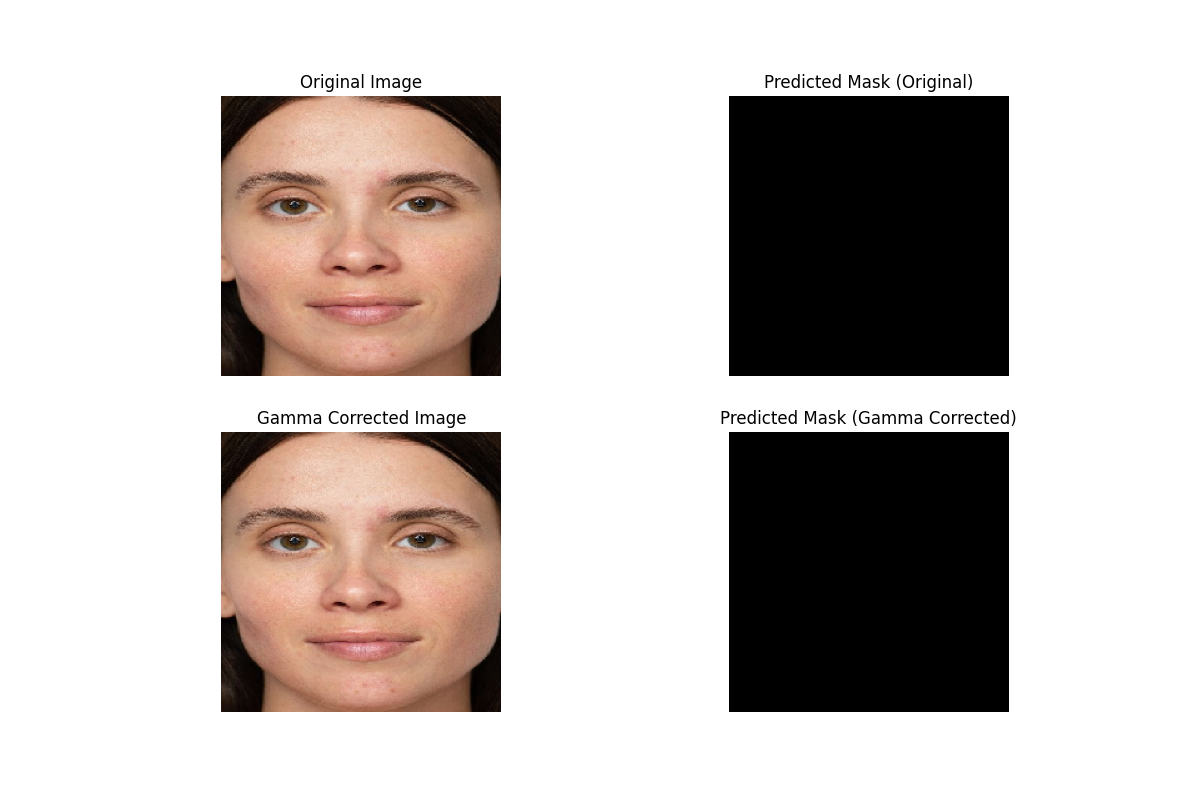 Original Image
Predicted Mask (Original)
Gamma Corrected Image
Predicted Mask (Gamma Corrected)